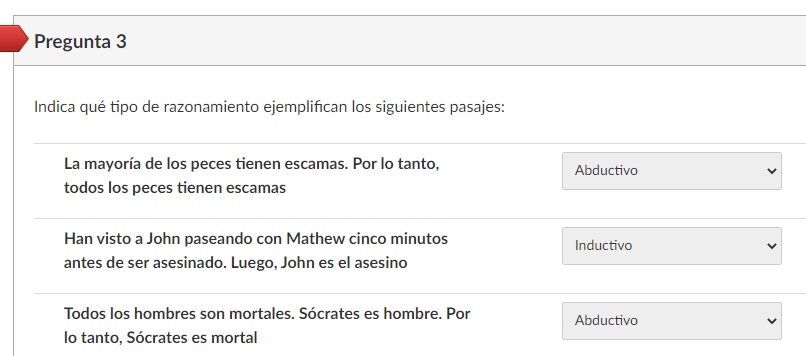 Pregunta 3
Indica qué tipo de razonamiento ejemplifican los siguientes pasajes:
La mayoría de los peces tienen escamas. Por lo tanto,
todos los peces tienen escamas
Abductivo
Han visto a John paseando con Mathew cinco minutos
antes de ser asesinado. Luego, John es el asesino
Inductivo
Todos los hombres son mortales. Sócrates es hombre. Por
lo tanto, Sócrates es mortal
Abductivo